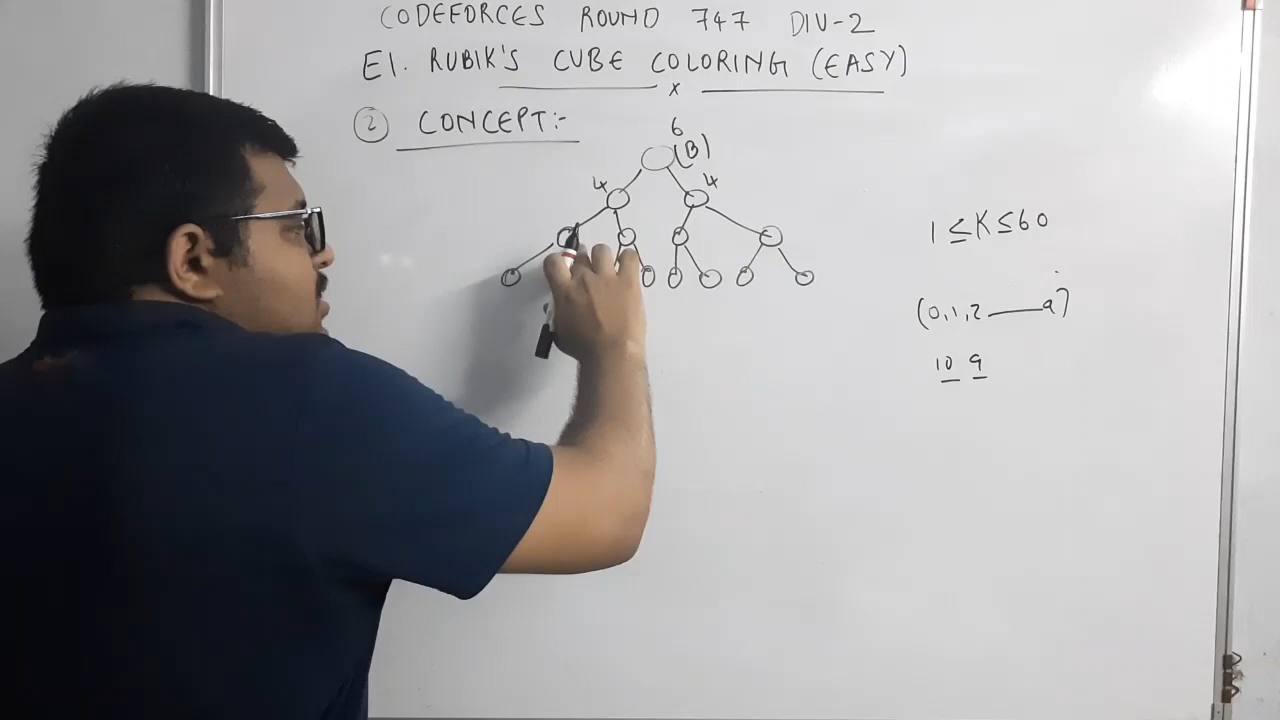 CODEFORCES ROUND 747 DIV-2
E1. RUBIK'S CUBE COLORING (EASY)
x
2 CONCEPT:-
6
(B)
4 4
1 ≤ K ≤ 60
(0,1,2 —— 9)
10 9